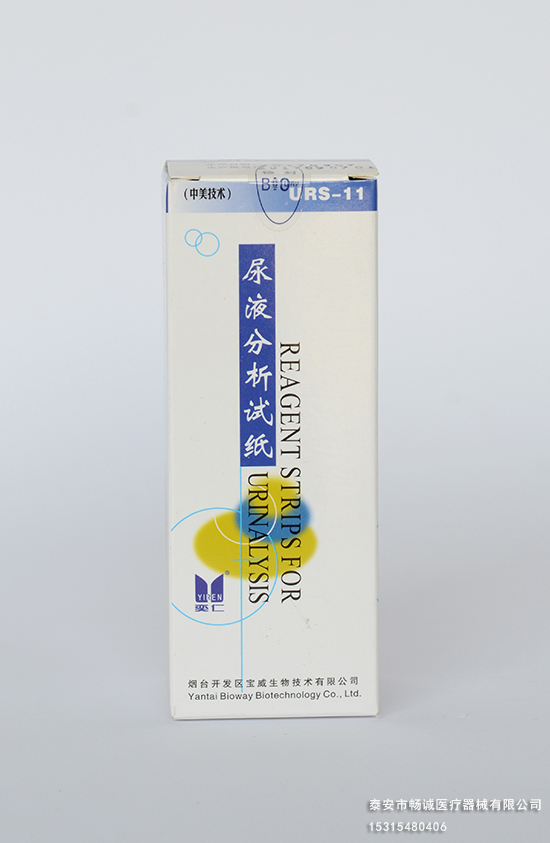 (中美技术)
URS-11
尿液分析试纸
REAGENT STRIPS FOR
URINALYSIS
YIREN
奕仁
烟台开发区宝威生物技术有限公司
Yantai Bioway Biotechnology Co., Ltd.
泰安市畅诚医疗器械有限公司
15315480406